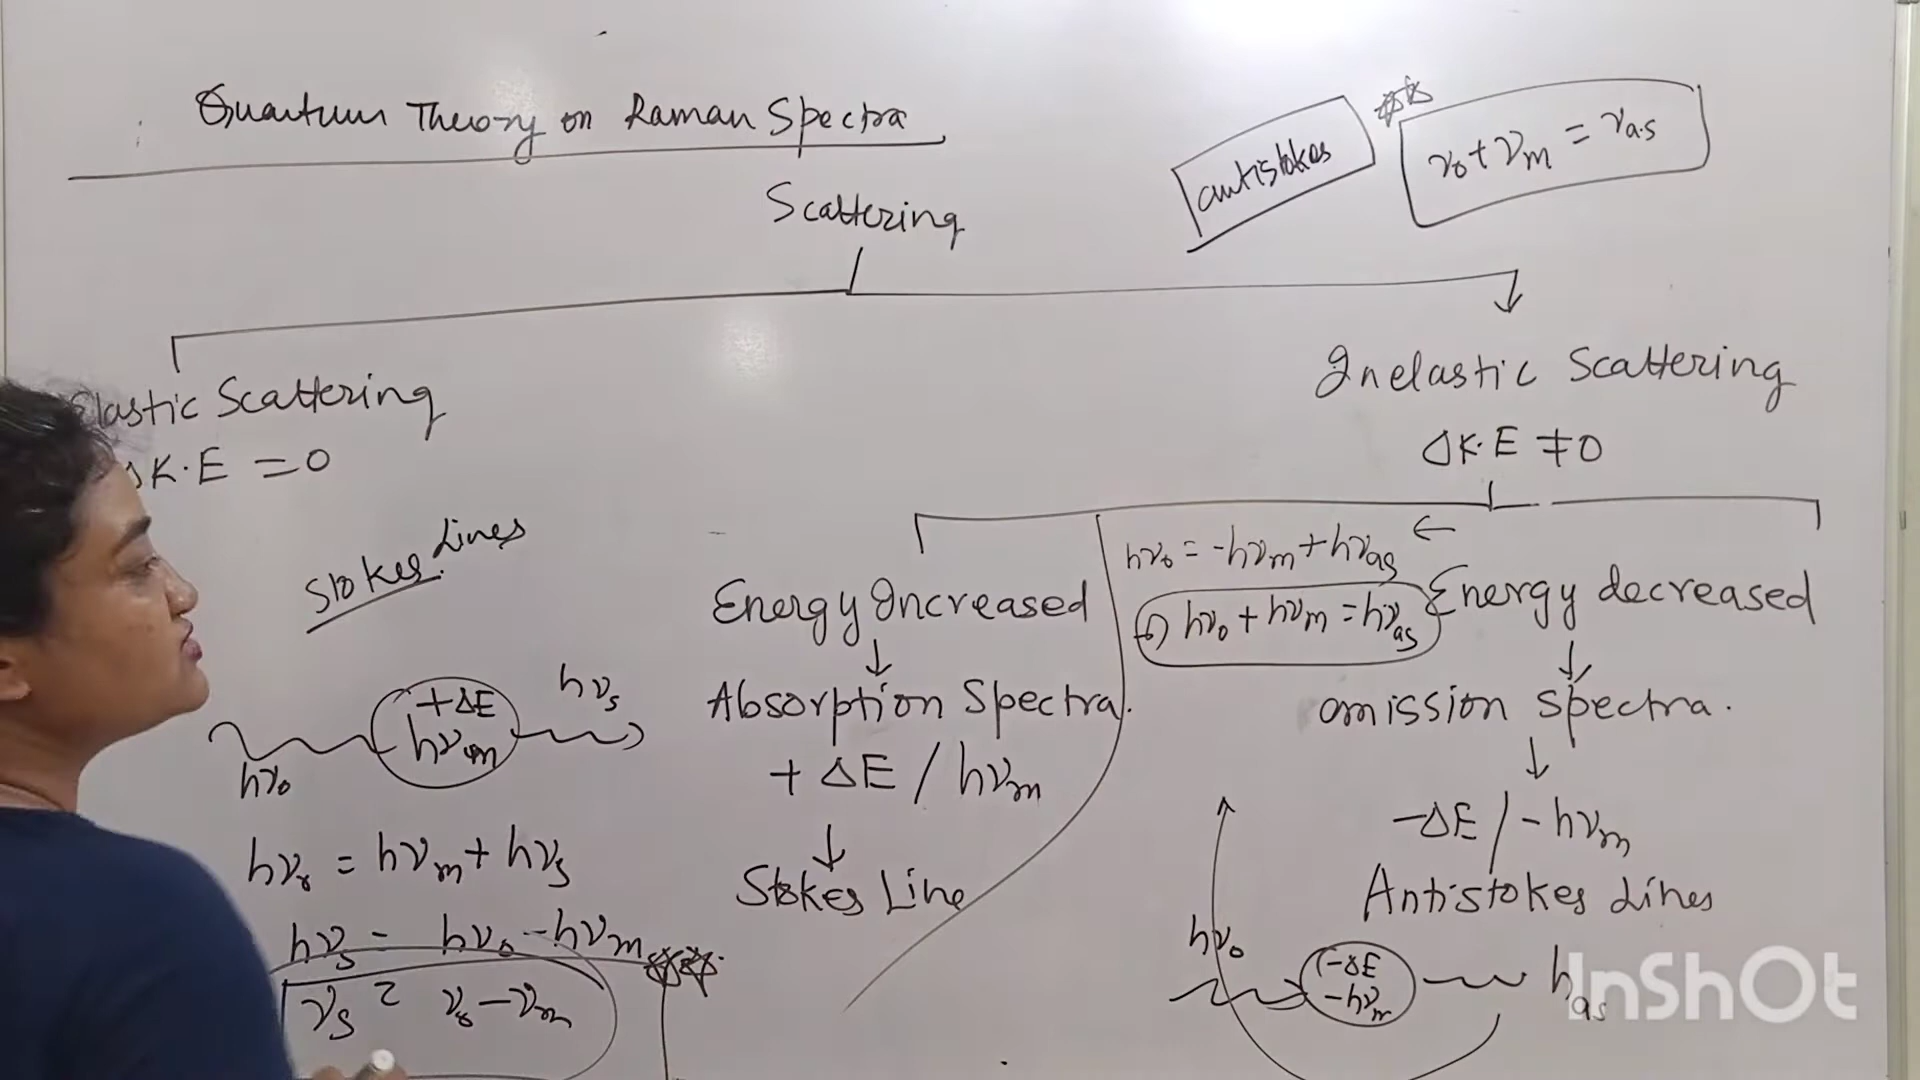 Quantum Theory on Raman Spectra
antistokes
ν₀ + νm = νa.s
Scattering
Elastic Scattering
ΔK.E = 0
Inelastic Scattering
ΔK.E ≠ 0
Stokes Lines
Energy Increased
Absorption Spectra.
+ ΔE / hνm
Stokes Line
hν₀ = -hνm + hνas
hν₀ + hνm = hνas
Energy decreased
omission Spectra.
-ΔE / -hνm
Antistokes Lines
hν₀
+ΔE
hνm
hνs
hν₀ = hνm + hνs
hνs = hν₀ - hνm
νs = ν₀ - νm
hν₀
-ΔE
-hνm
has
InShOt